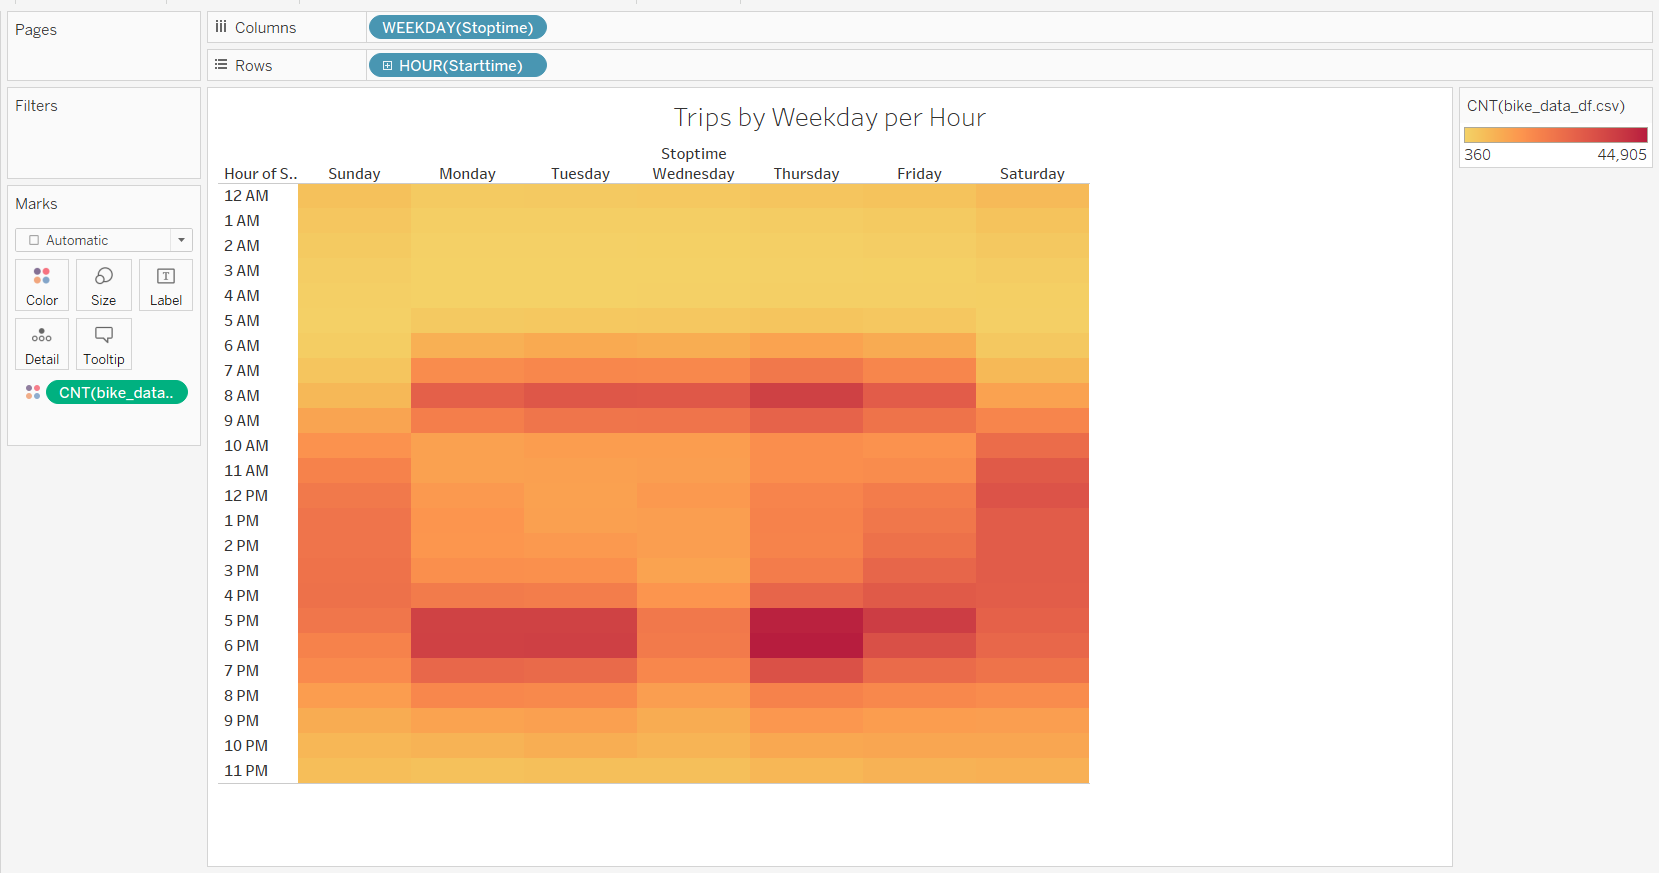 Pages
Columns
WEEKDAY(Stoptime)
Rows
HOUR(Starttime)
Filters
Marks
Automatic
Color
Size
T
Label
Detail
Tooltip
CNT(bike_data..
Trips by Weekday per Hour
Stoptime
Hour of S.. Sunday Monday Tuesday Wednesday Thursday Friday Saturday
12 AM
1 AM
2 AM
3 AM
4 AM
5 AM
6 AM
7 AM
8 AM
9 AM
10 AM
11 AM
12 PM
1 PM
2 PM
3 PM
4 PM
5 PM
6 PM
7 PM
8 PM
9 PM
10 PM
11 PM
CNT(bike_data_df.csv)
360 44,905